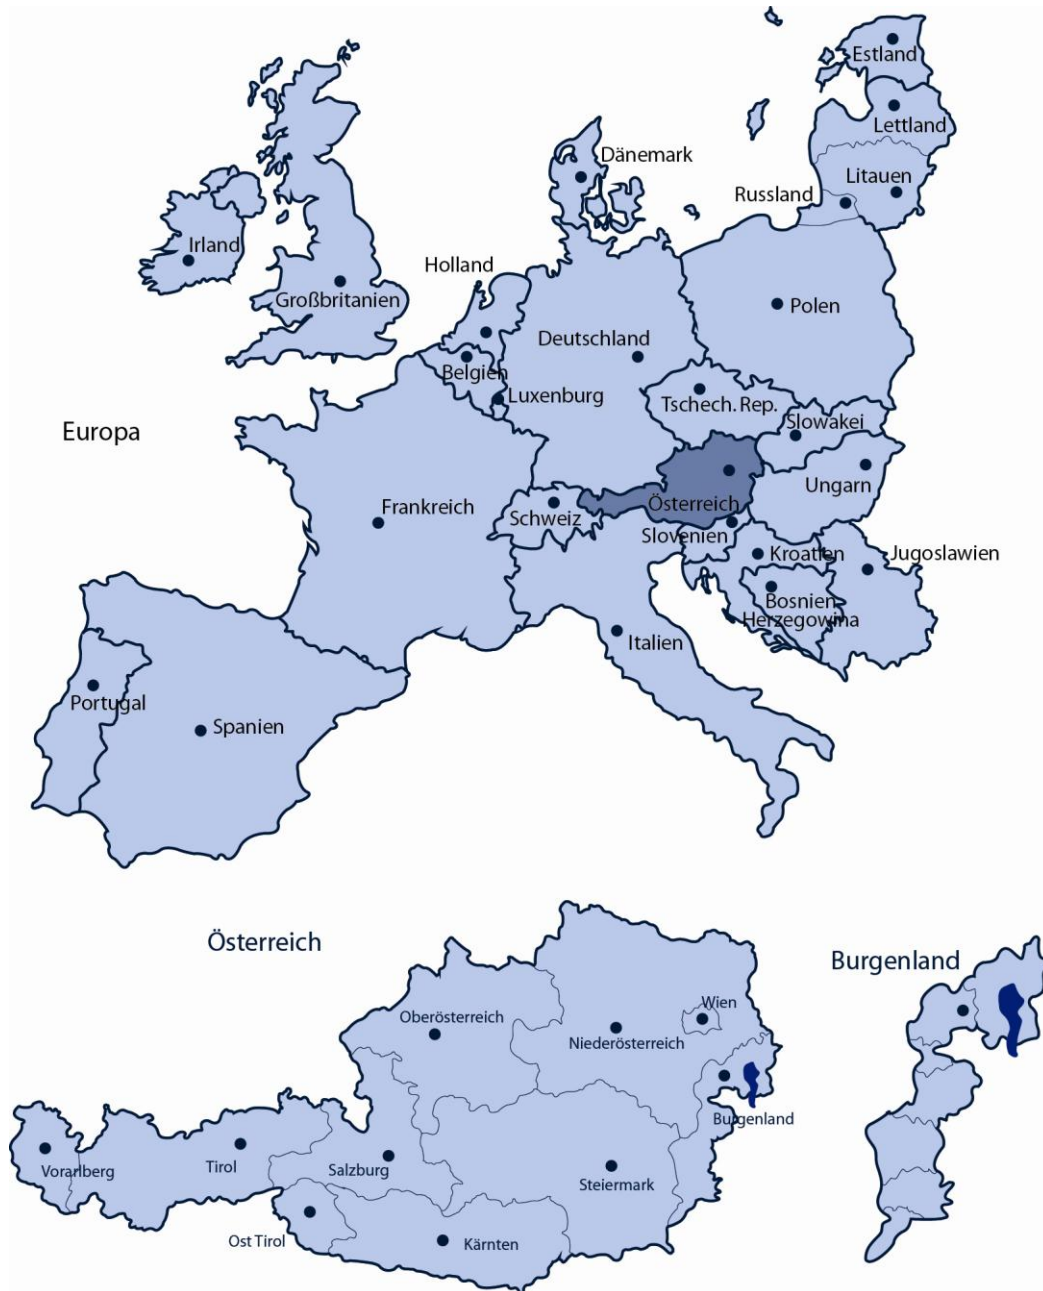 Estland
Lettland
Dänemark
Litauen
Russland
Irland
Holland
Großbritanien
Polen
Deutschland
Belgien
Luxenburg
Tschech. Rep.
Slowakei
Europa
Ungarn
Österreich
Frankreich
Schweiz
Slovenien
Kroatien
Jugoslawien
Bosnien
Herzegowina
Italien
Portugal
Spanien
Österreich
Burgenland
Wien
Oberösterreich
Niederösterreich
Burgenland
Vorarlberg
Tirol
Salzburg
Steiermark
Ost Tirol
Kärnten